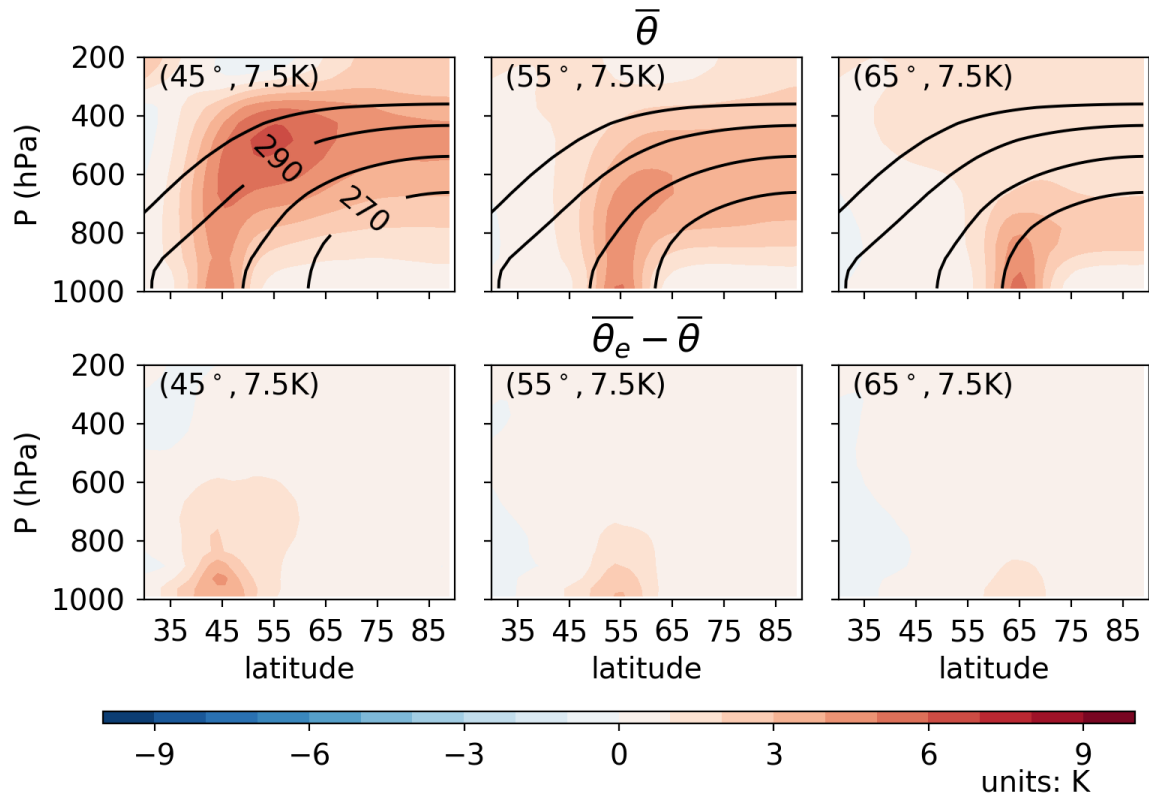 θ̅
200
400
600
800
1000
P (hPa)
(45°, 7.5K)
(55°, 7.5K)
(65°, 7.5K)
290
270
35 45 55 65 75 85
θₑ̅ − θ̅
200
400
600
800
1000
P (hPa)
(45°, 7.5K)
(55°, 7.5K)
(65°, 7.5K)
35 45 55 65 75 85
35 45 55 65 75 85
latitude
latitude
latitude
−9 −6 −3 0 3 6 9
units: K